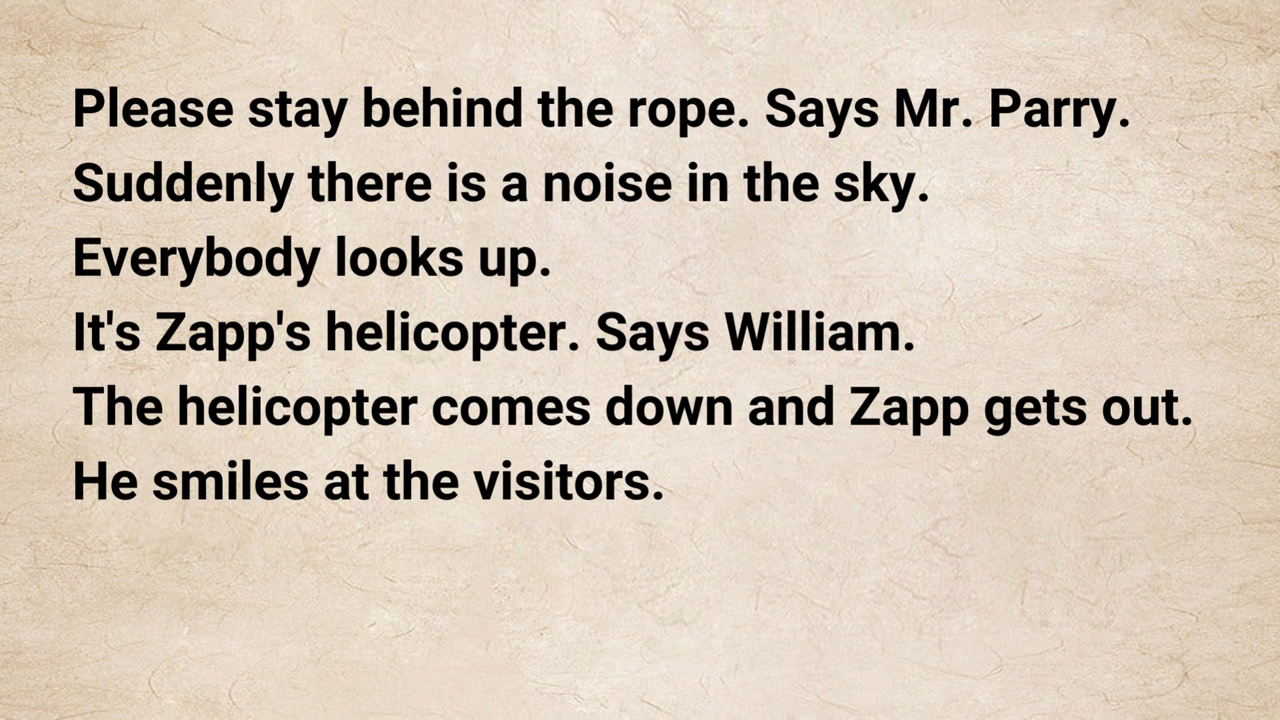 Please stay behind the rope. Says Mr. Parry.
Suddenly there is a noise in the sky.
Everybody looks up.
It's Zapp's helicopter. Says William.
The helicopter comes down and Zapp gets out.
He smiles at the visitors.